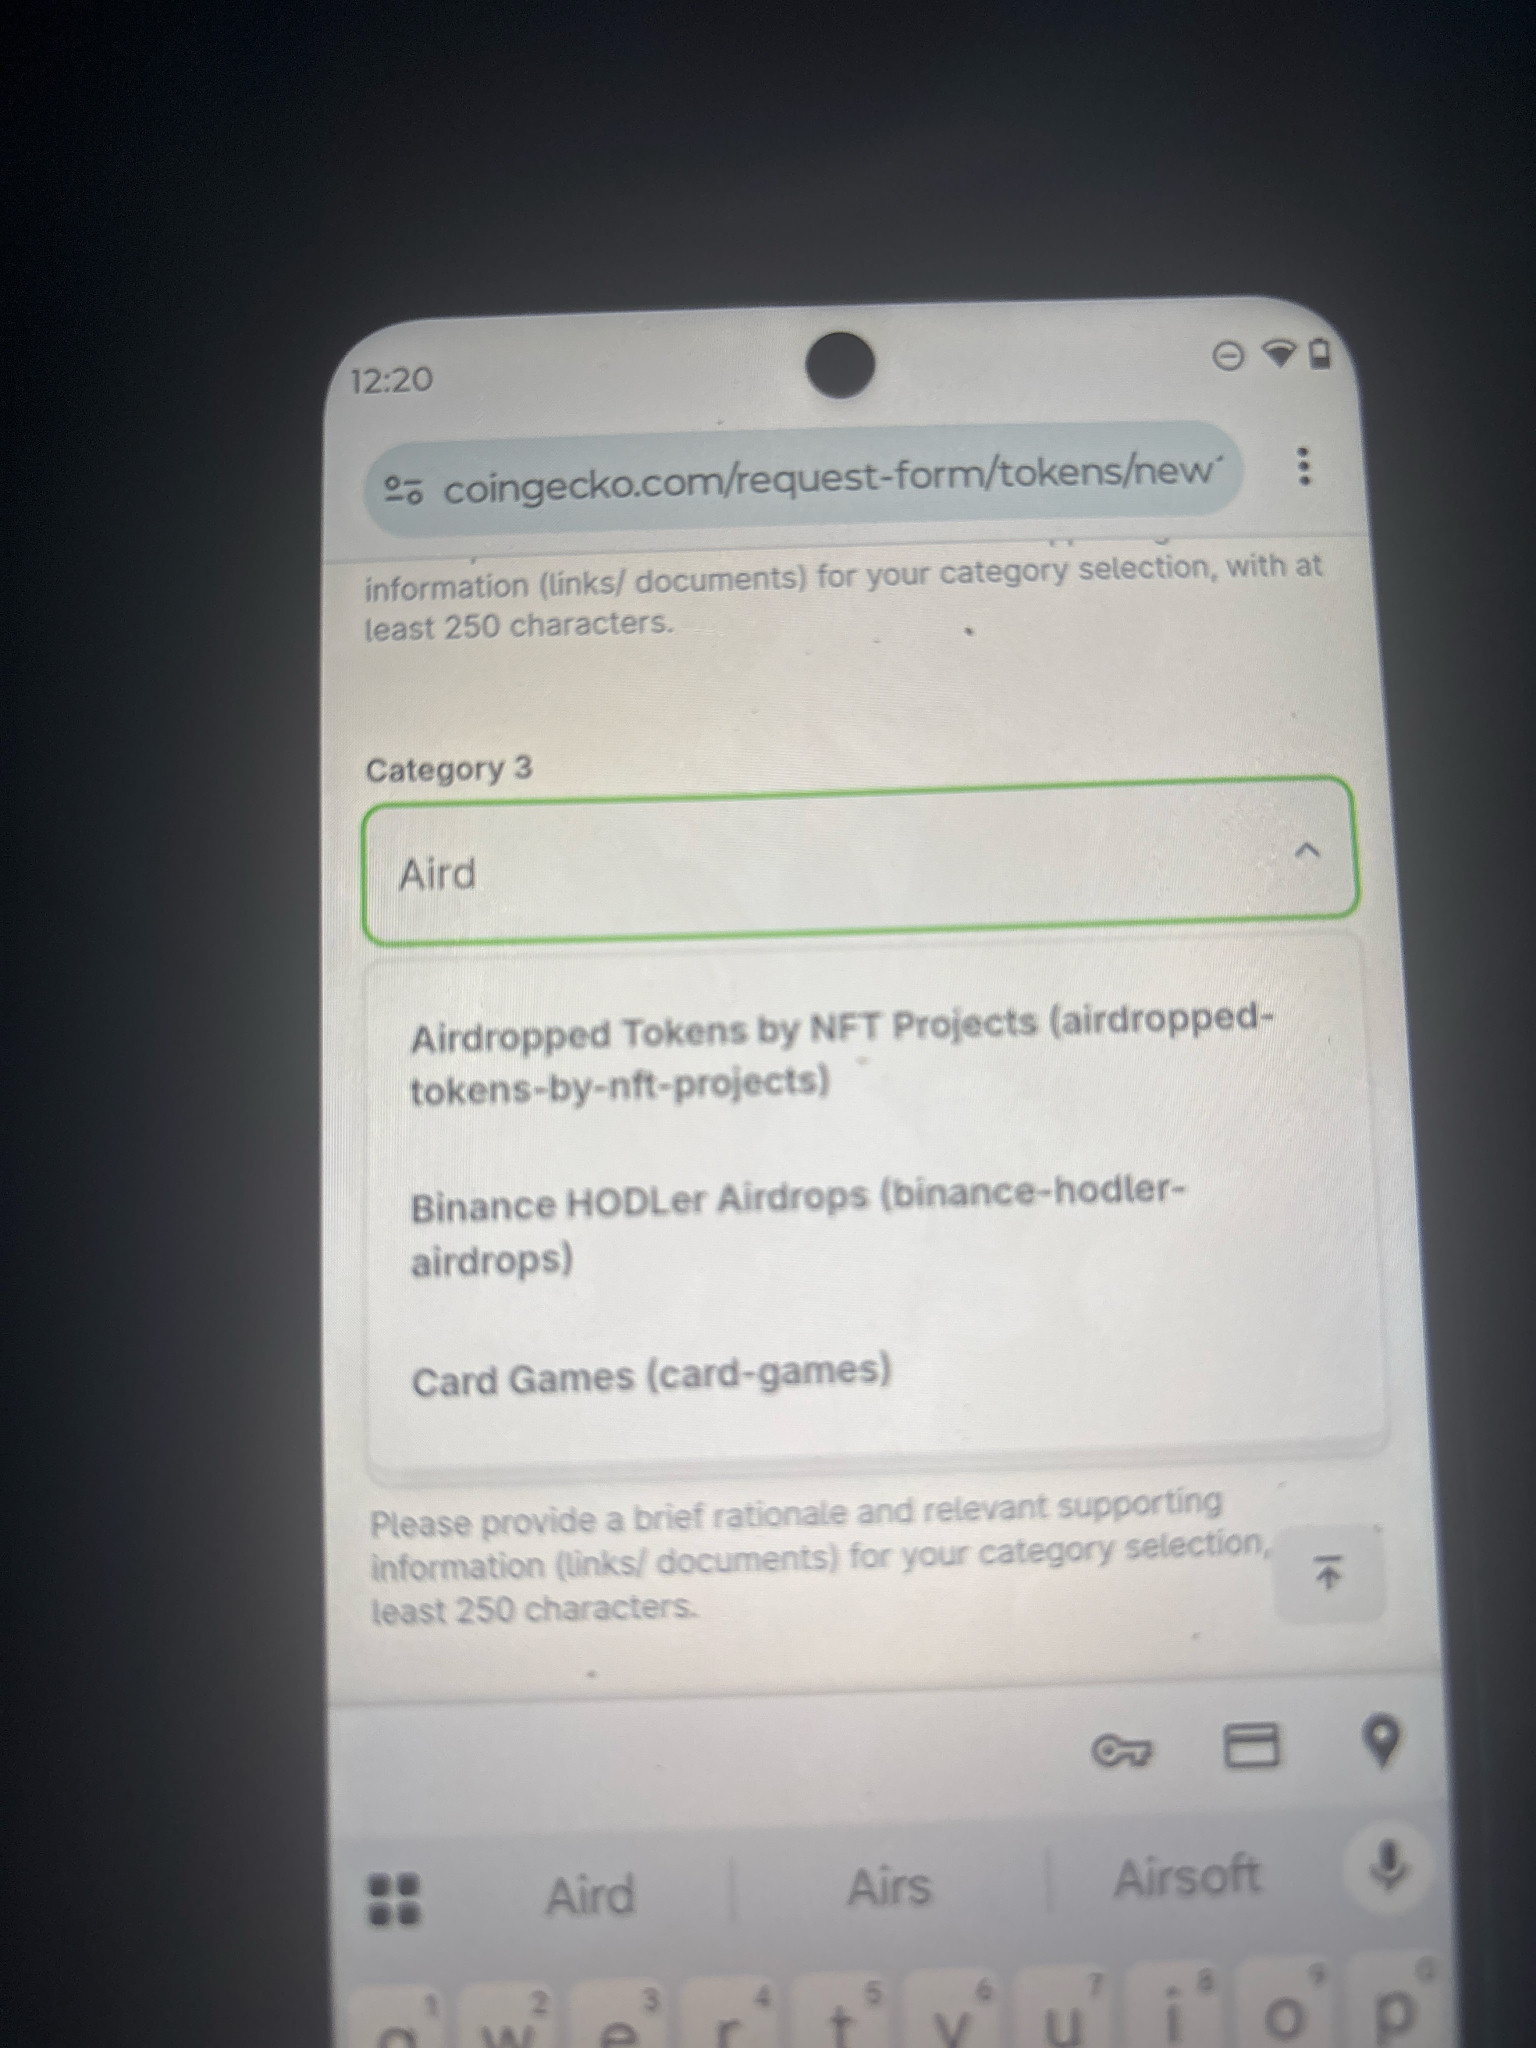 12:20
coingecko.com/request-form/tokens/new
information (links/ documents) for your category selection, with at
least 250 characters.
Category 3
Aird
Airdropped Tokens by NFT Projects (airdropped-
tokens-by-nft-projects)
Binance HODLer Airdrops (binance-hodler-
airdrops)
Card Games (card-games)
Please provide a brief rationale and relevant supporting
information (links/ documents) for your category selection,
least 250 characters.
Aird Airs Airsoft
1 2 3 4 5 6 7 8 9 0
q w e r t y u i o p